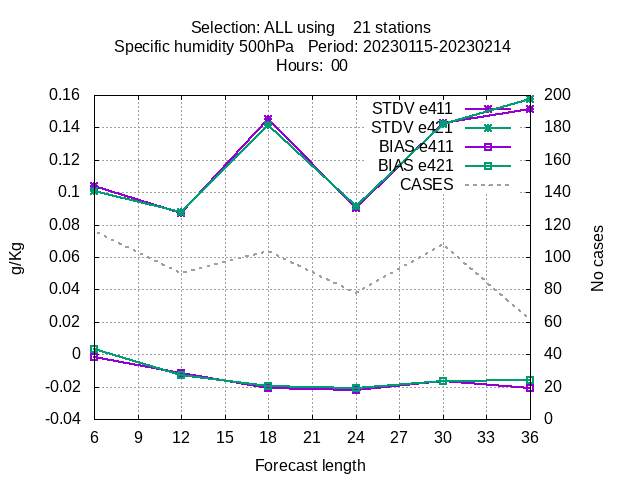 Selection: ALL using    21 stations
Specific humidity 500hPa   Period: 20230115-20230214
Hours:  00
0.16
0.14
0.12
0.1
0.08
0.06
0.04
0.02
0
-0.02
-0.04
g/Kg
STDV e411
STDV e421
BIAS e411
BIAS e421
CASES
200
180
160
140
120
100
80
60
40
20
0
No cases
6 9 12 15 18 21 24 27 30 33 36
Forecast length